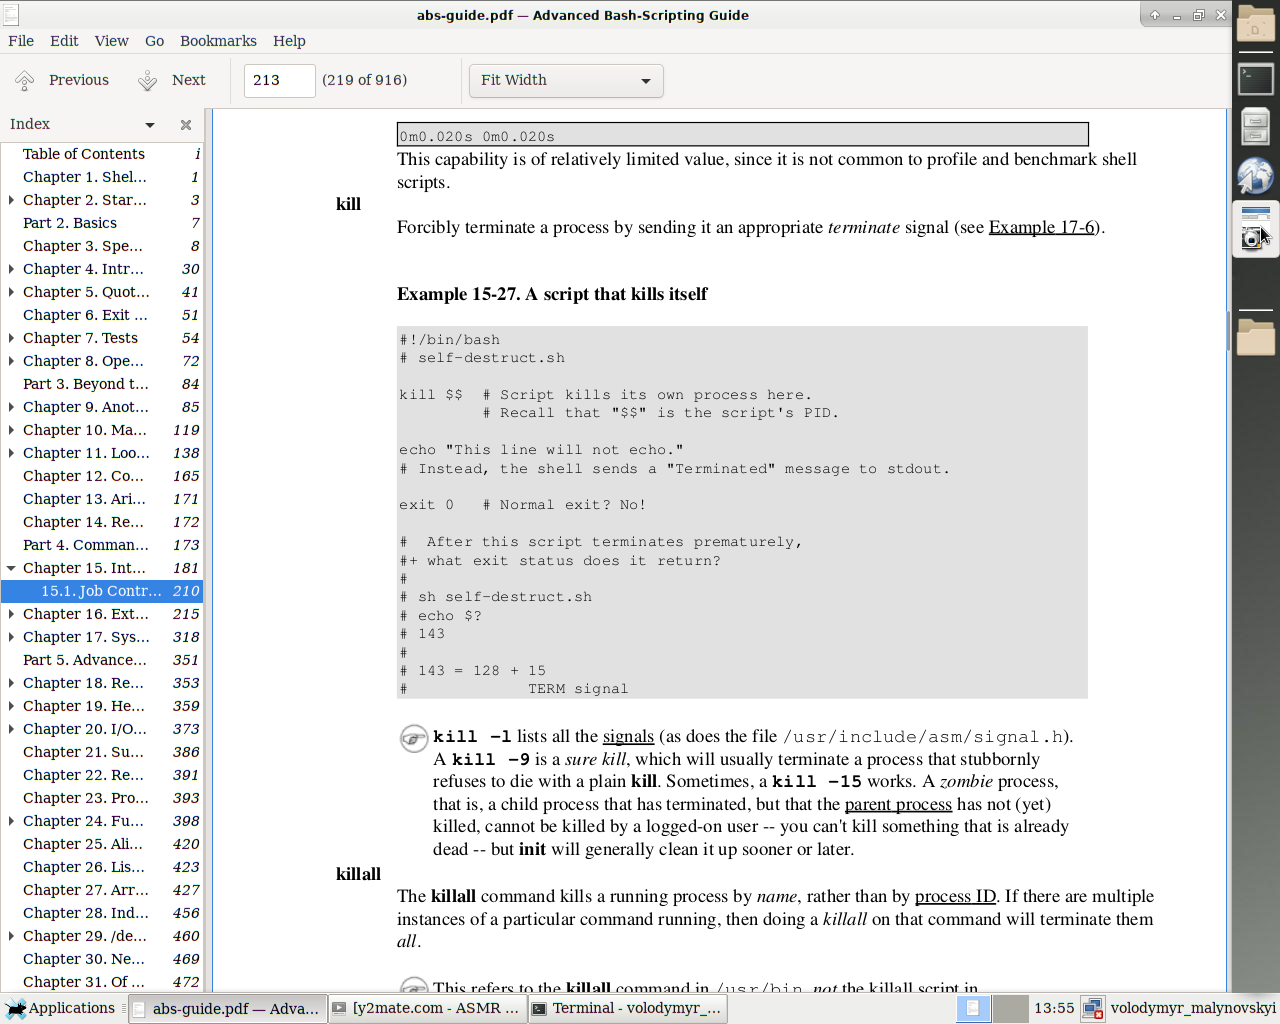 abs-guide.pdf — Advanced Bash-Scripting Guide
File Edit View Go Bookmarks Help
Previous Next 213 (219 of 916) Fit Width
Index
Table of Contents i
Chapter 1. Shel... 1
Chapter 2. Star... 3
Part 2. Basics 7
Chapter 3. Spe... 8
Chapter 4. Intr... 30
Chapter 5. Quot... 41
Chapter 6. Exit ... 51
Chapter 7. Tests 54
Chapter 8. Ope... 72
Part 3. Beyond t... 84
Chapter 9. Anot... 85
Chapter 10. Ma... 119
Chapter 11. Loo... 138
Chapter 12. Co... 165
Chapter 13. Ari... 171
Chapter 14. Re... 172
Part 4. Comman... 173
Chapter 15. Int... 181
15.1. Job Contr... 210
Chapter 16. Ext... 215
Chapter 17. Sys... 318
Part 5. Advance... 351
Chapter 18. Re... 353
Chapter 19. He... 359
Chapter 20. I/O... 373
Chapter 21. Su... 386
Chapter 22. Re... 391
Chapter 23. Pro... 393
Chapter 24. Fu... 398
Chapter 25. Ali... 420
Chapter 26. Lis... 423
Chapter 27. Arr... 427
Chapter 28. Ind... 456
Chapter 29. /de... 460
Chapter 30. Ne... 469
Chapter 31. Of ... 472
0m0.020s 0m0.020s
This capability is of relatively limited value, since it is not common to profile and benchmark shell
scripts.
kill
Forcibly terminate a process by sending it an appropriate terminate signal (see Example 17-6).
Example 15-27. A script that kills itself
#!/bin/bash
# self-destruct.sh
kill $$ # Script kills its own process here.
# Recall that "$$" is the script's PID.
echo "This line will not echo."
# Instead, the shell sends a "Terminated" message to stdout.
exit 0 # Normal exit? No!
# After this script terminates prematurely,
#+ what exit status does it return?
#
# sh self-destruct.sh
# echo $?
# 143
#
# 143 = 128 + 15
# TERM signal
kill -l lists all the signals (as does the file /usr/include/asm/signal.h).
A kill -9 is a sure kill, which will usually terminate a process that stubbornly
refuses to die with a plain kill. Sometimes, a kill -15 works. A zombie process,
that is, a child process that has terminated, but that the parent process has not (yet)
killed, cannot be killed by a logged-on user -- you can't kill something that is already
dead -- but init will generally clean it up sooner or later.
killall
The killall command kills a running process by name, rather than by process ID. If there are multiple
instances of a particular command running, then doing a killall on that command will terminate them
all.
This refers to the killall command in /usr/bin, not the killall script in
Applications abs-guide.pdf — Adva... [y2mate.com - ASMR ... Terminal - volodymyr_... 13:55 volodymyr_malynovskyi